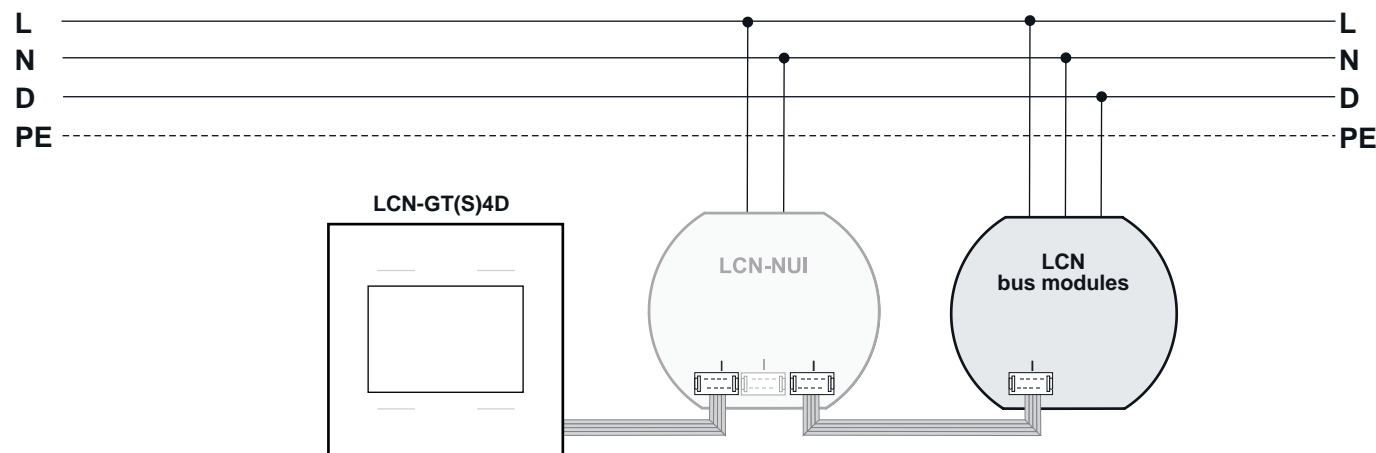 L L
N N
D D
PE PE
LCN-GT(S)4D
LCN-NUI
LCN
bus modules
I I I I